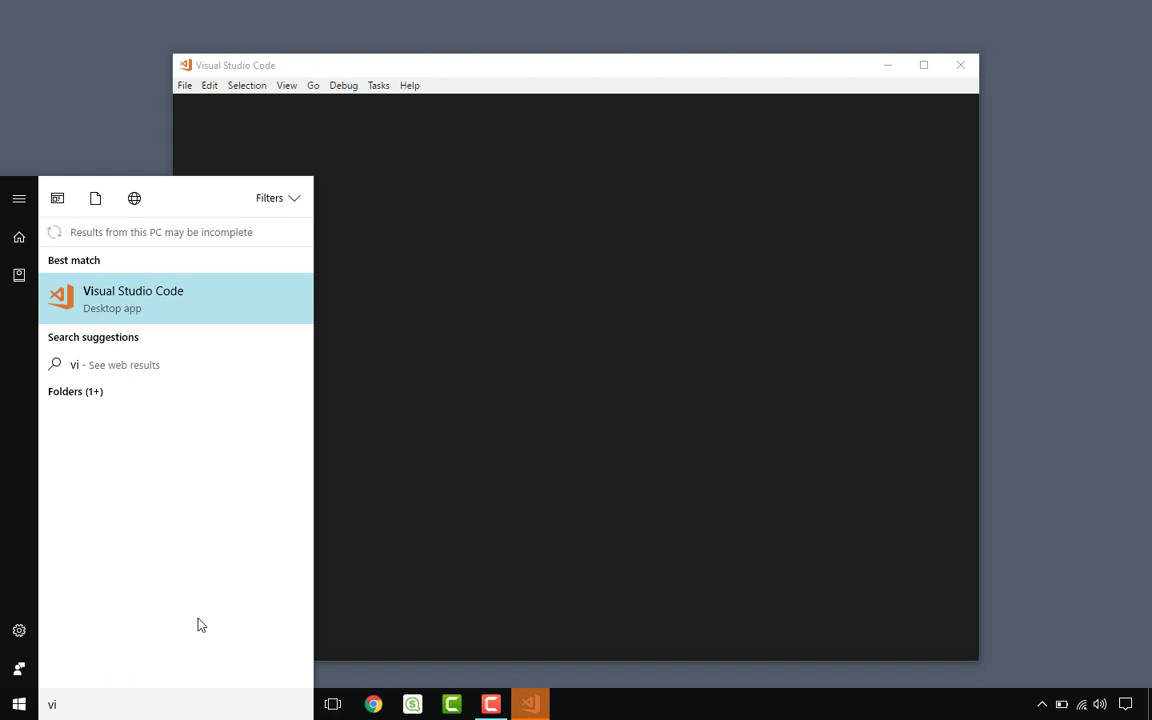 Visual Studio Code
File Edit Selection View Go Debug Tasks Help
Filters
Results from this PC may be incomplete
Best match
Visual Studio Code
Desktop app
Search suggestions
vi - See web results
Folders (1+)
vi